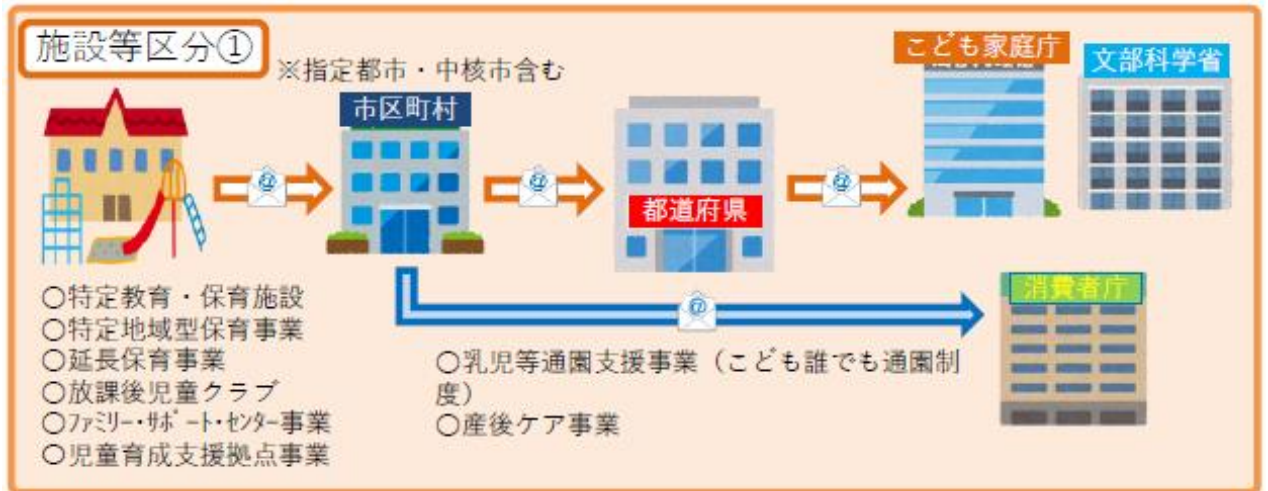 施設等区分①
※指定都市・中核市含む
市区町村
都道府県
こども家庭庁
文部科学省
消費者庁
○特定教育・保育施設
○特定地域型保育事業
○延長保育事業
○放課後児童クラブ
○ﾌｧﾐﾘｰ・ｻﾎﾟｰﾄ・ｾﾝﾀｰ事業
○児童育成支援拠点事業
○乳児等通園支援事業（こども誰でも通園制
度）
○産後ケア事業